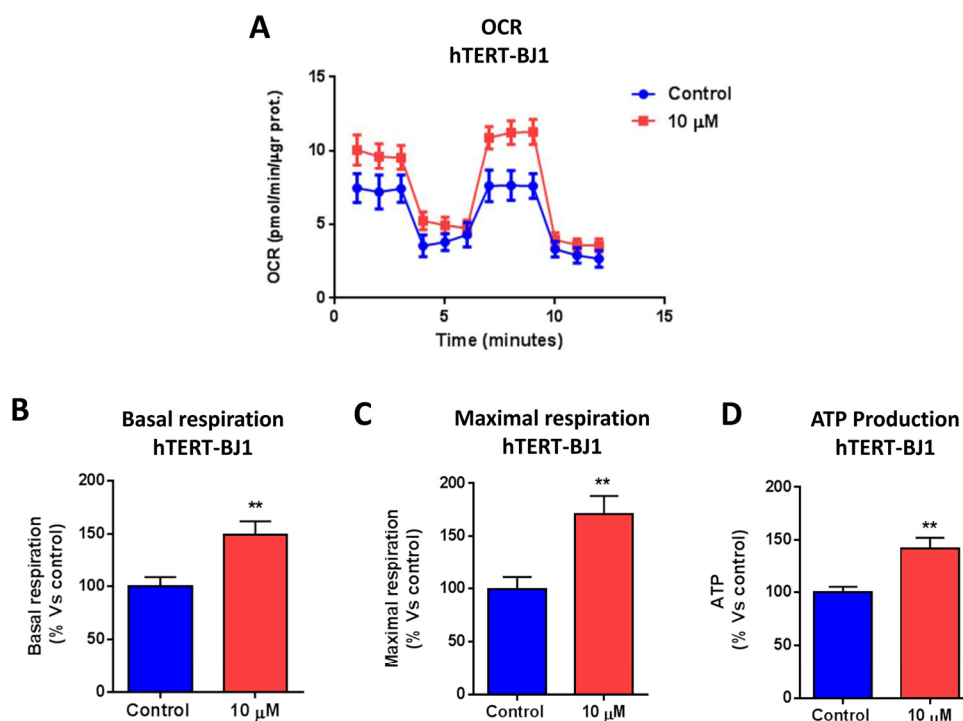 A
OCR
hTERT-BJ1
OCR (pmol/min/µgr prot.)
15
10
5
0
0
5
10
15
Time (minutes)
Control
10 µM
B
Basal respiration
hTERT-BJ1
Basal respiration
(% Vs control)
200
150
100
50
0
**
Control
10 µM
C
Maximal respiration
hTERT-BJ1
Maximal respiration
(% Vs control)
200
150
100
50
0
**
Control
10 µM
D
ATP Production
hTERT-BJ1
ATP
(% Vs control)
200
150
100
50
0
**
Control
10 µM